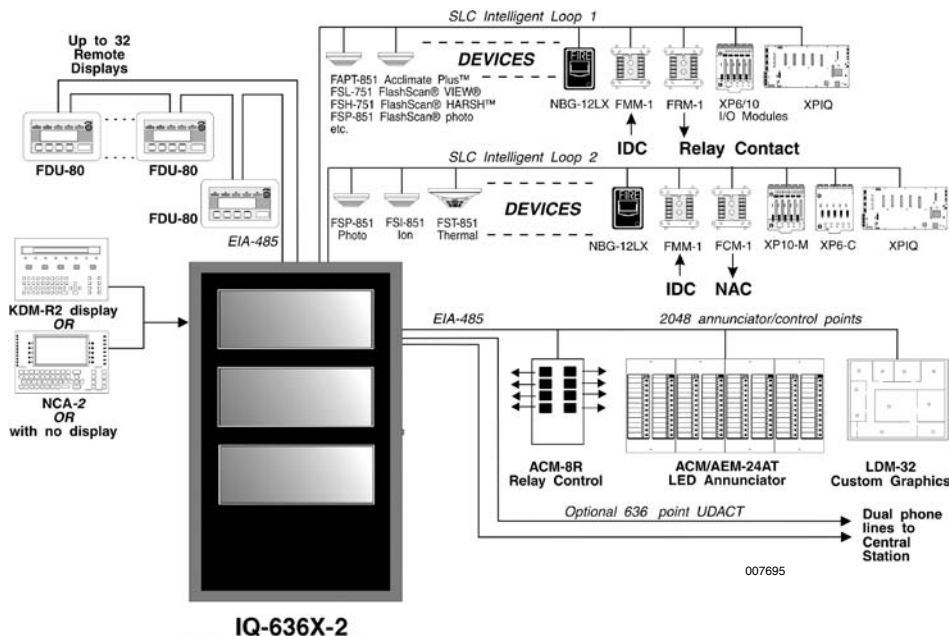 SLC Intelligent Loop 1
Up to 32
Remote
Displays
DEVICES
FAPT-851 Acclimate Plus™
FSL-751 FlashScan® VIEW®
FSH-751 FlashScan® HARSH™
FSP-851 FlashScan® photo
etc.
FIRE
NBG-12LX
FMM-1
FRM-1
XP6/10
I/O Modules
XPIQ
IDC
Relay Contact
FDU-80
FDU-80
FDU-80
EIA-485
SLC Intelligent Loop 2
FSP-851
Photo
FSI-851
Ion
FST-851
Thermal
DEVICES
FIRE
NBG-12LX
FMM-1
FCM-1
XP10-M
XP6-C
XPIQ
IDC
NAC
KDM-R2 display
OR
NCA-2
OR
with no display
EIA-485
2048 annunciator/control points
ACM-8R
Relay Control
ACM/AEM-24AT
LED Annunciator
LDM-32
Custom Graphics
Optional 636 point UDACT
Dual phone
lines to
Central
Station
007695
IQ-636X-2